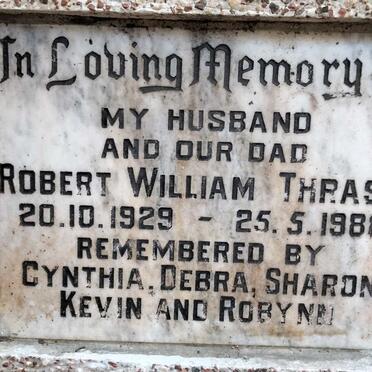 In Loving Memory
MY HUSBAND
AND OUR DAD
ROBERT WILLIAM THRAS
20.10.1929 - 25.5.198
REMEMBERED BY
CYNTHIA, DEBRA, SHARON
KEVIN AND ROBYNN